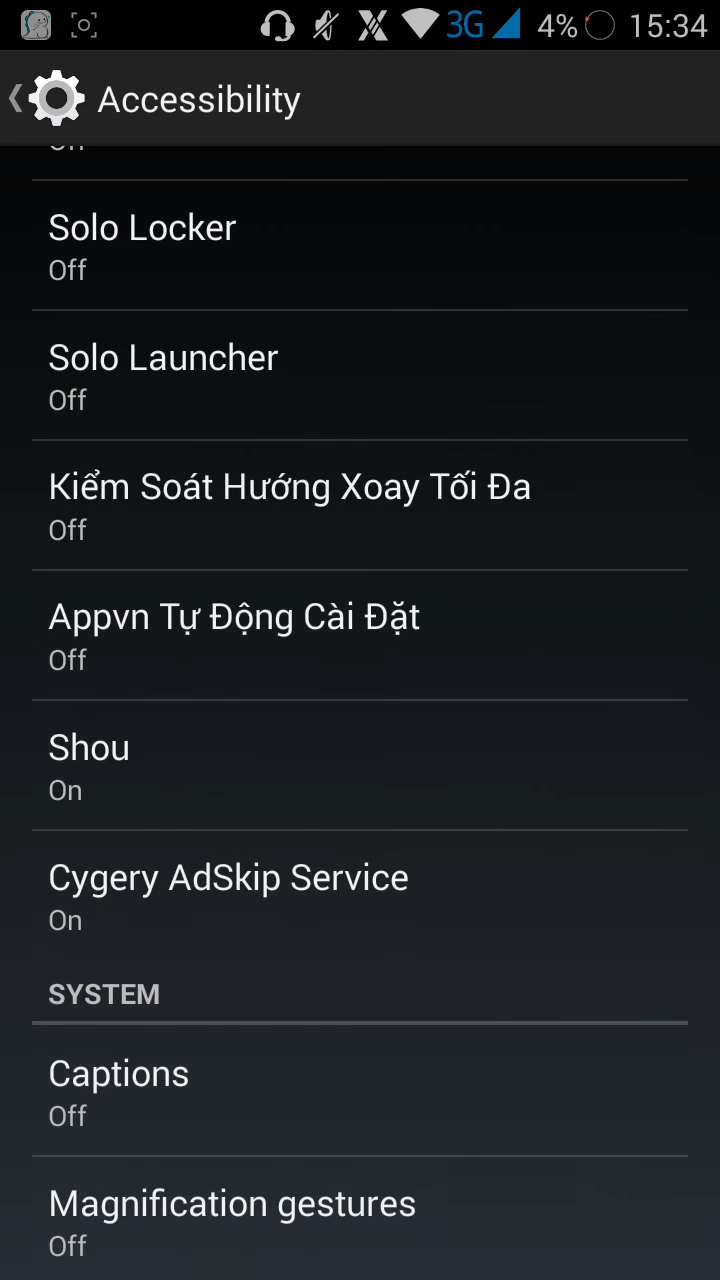 3G 4% 15:34
Accessibility
On
Solo Locker
Off
Solo Launcher
Off
Kiểm Soát Hướng Xoay Tối Đa
Off
Appvn Tự Động Cài Đặt
Off
Shou
On
Cygery AdSkip Service
On
SYSTEM
Captions
Off
Magnification gestures
Off